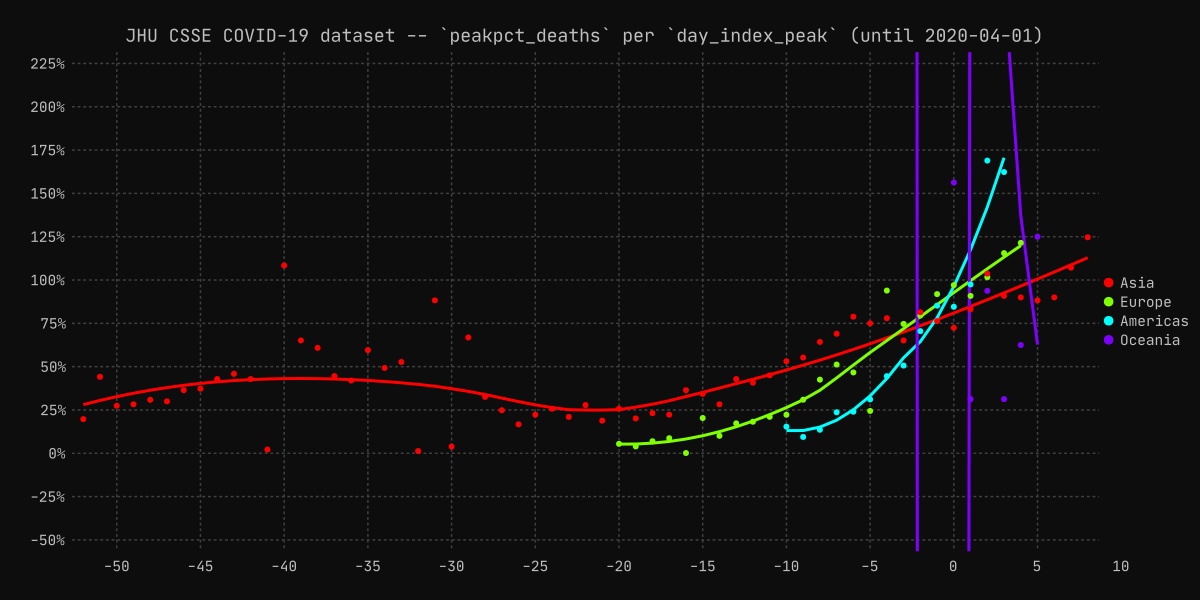 JHU CSSE COVID-19 dataset -- `peakpct_deaths` per `day_index_peak` (until 2020-04-01)
225%
200%
175%
150%
125%
100%
75%
50%
25%
0%
-25%
-50%
-50 -45 -40 -35 -30 -25 -20 -15 -10 -5 0 5 10
Asia
Europe
Americas
Oceania